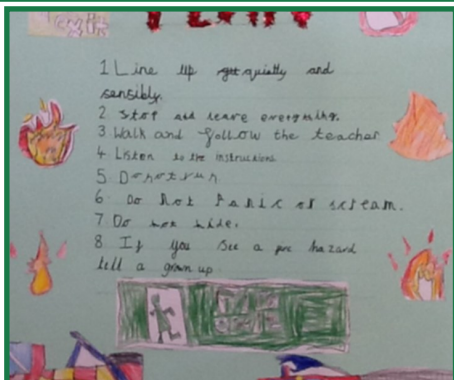 exit
1 Line up quietly and
sensibly.
2. Stop and leave everything.
3. Walk and follow the teacher
4. Listen to the instructions
5. Do not run
6. Do not Panic or scream.
7. Do not hide.
8. If you see a fire hazard
tell a grown up